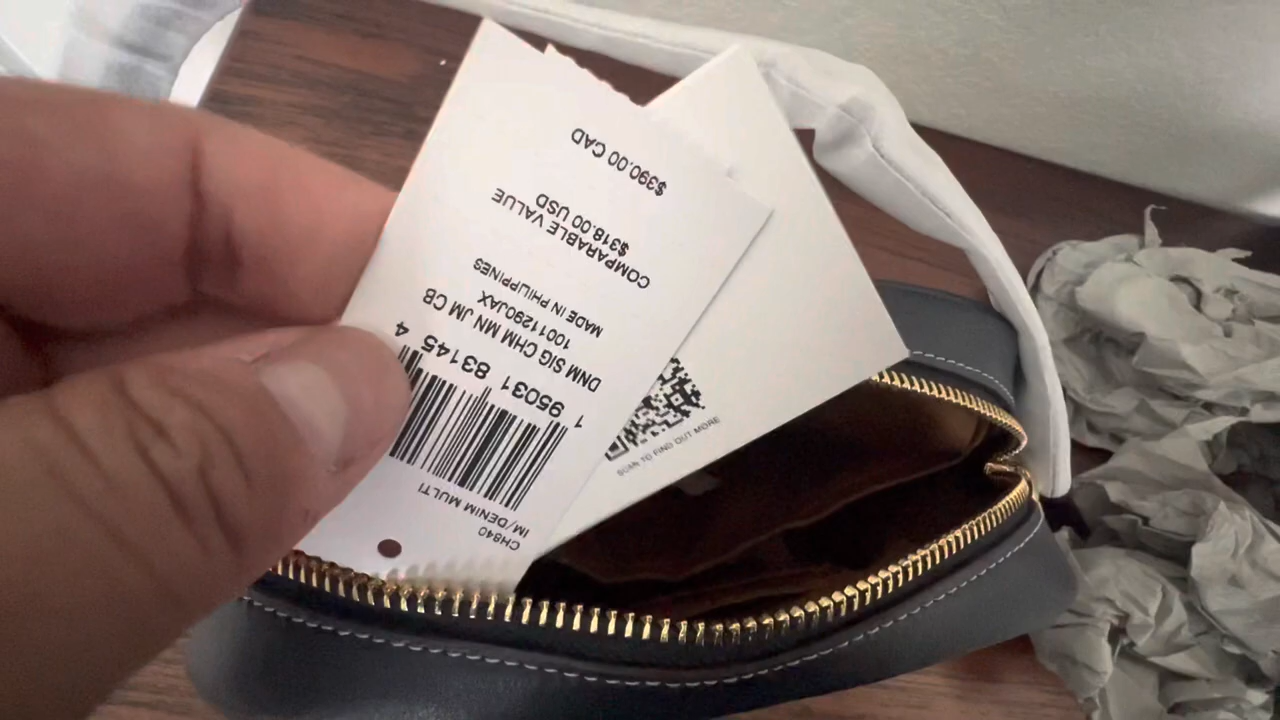 CH840
IM/DENIM MULTI
1 95031 83145 4
DNM SIG CHM MN JM CB
10011290JAX
MADE IN PHILIPPINES
COMPARABLE VALUE
$318.00 USD
$390.00 CAD
SCAN TO FIND OUT MORE